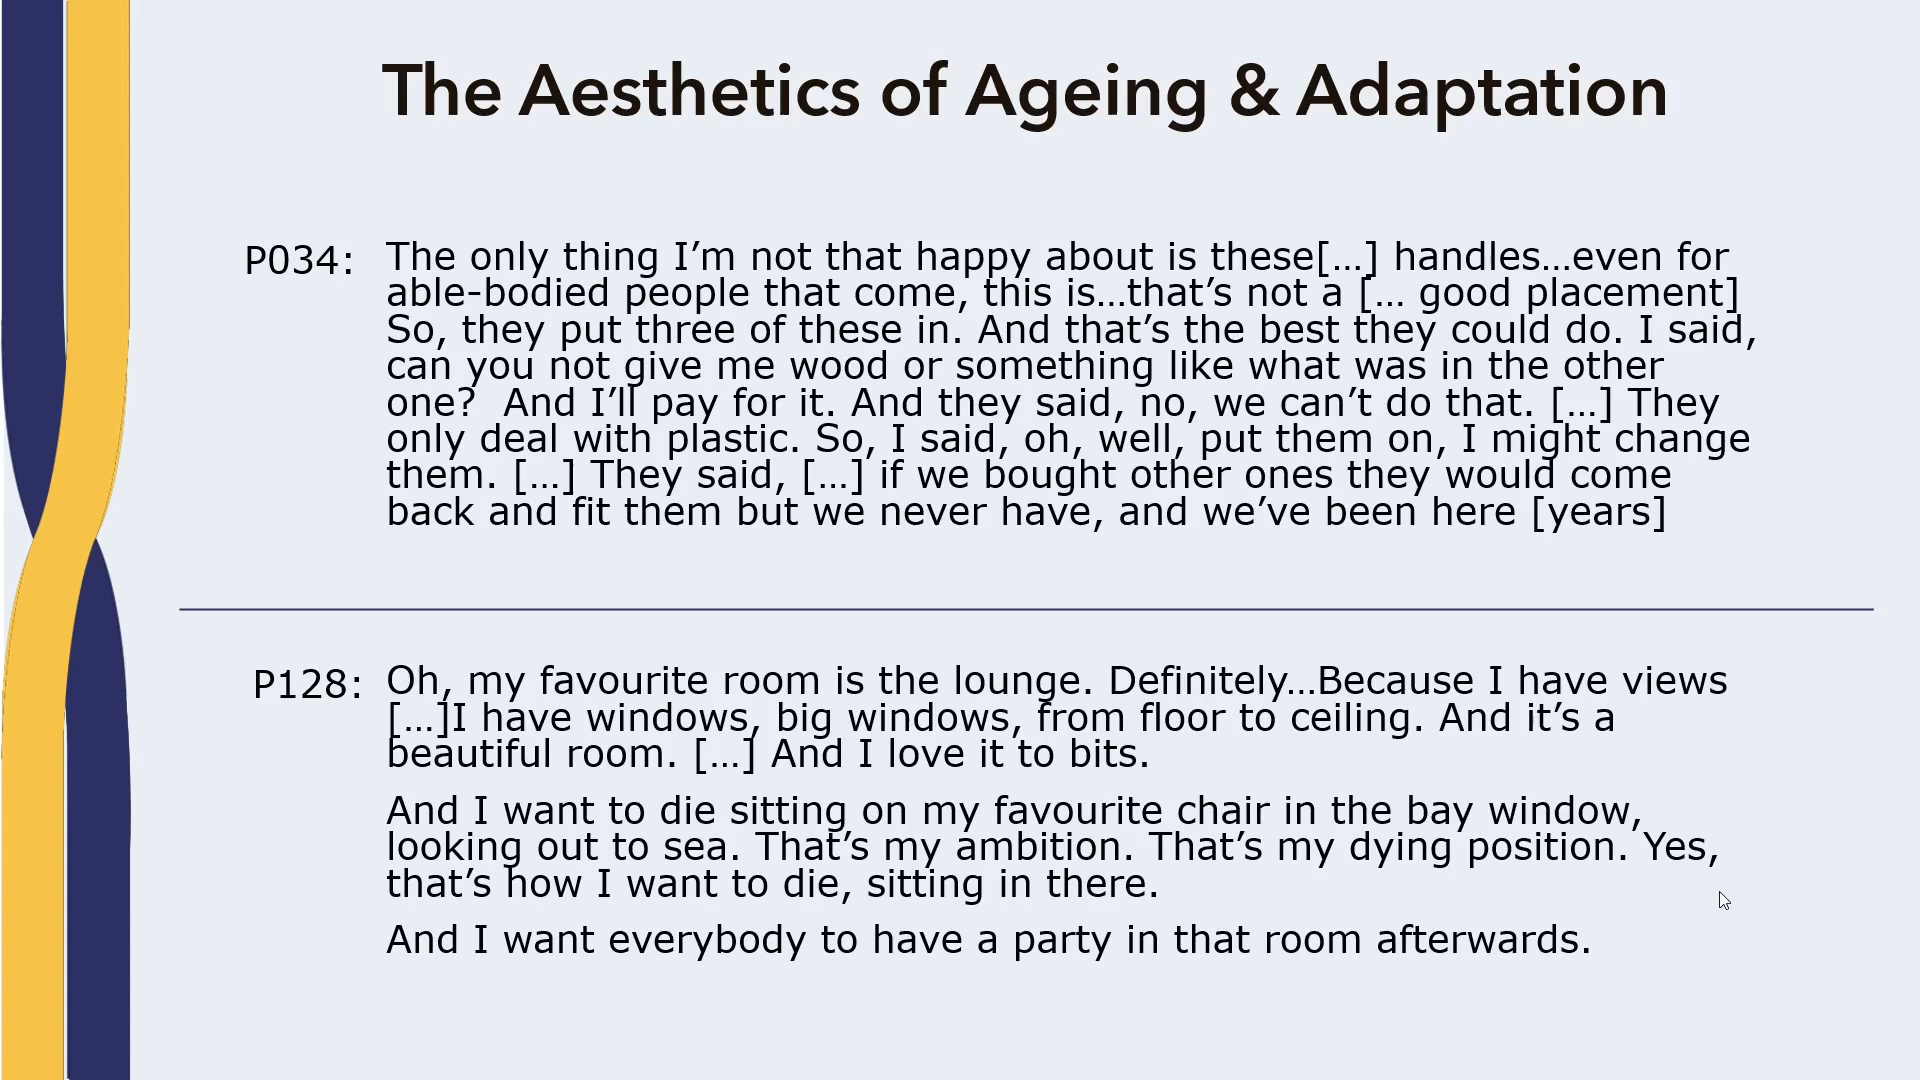 The Aesthetics of Ageing & Adaptation
P034: The only thing I’m not that happy about is these[…] handles…even for
able-bodied people that come, this is…that’s not a [… good placement]
So, they put three of these in. And that’s the best they could do. I said,
can you not give me wood or something like what was in the other
one?  And I’ll pay for it. And they said, no, we can’t do that. […] They
only deal with plastic. So, I said, oh, well, put them on, I might change
them. […] They said, […] if we bought other ones they would come
back and fit them but we never have, and we’ve been here [years]
P128: Oh, my favourite room is the lounge. Definitely…Because I have views
[…]I have windows, big windows, from floor to ceiling. And it’s a
beautiful room. […] And I love it to bits.
And I want to die sitting on my favourite chair in the bay window,
looking out to sea. That’s my ambition. That’s my dying position. Yes,
that’s how I want to die, sitting in there.
And I want everybody to have a party in that room afterwards.